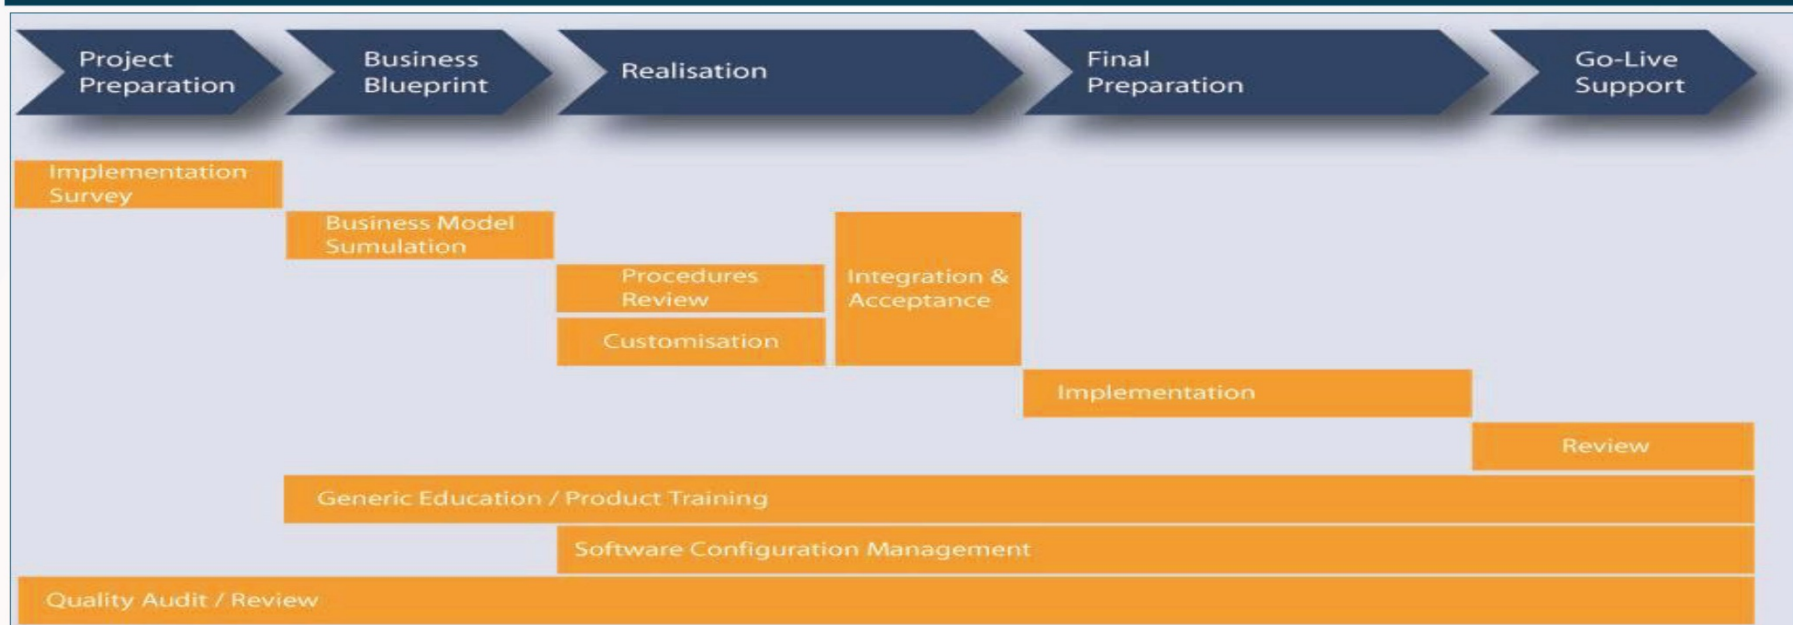 Project
Preparation
Business
Blueprint
Realisation
Final
Preparation
Go-Live
Support
Implementation
Survey
Business Model
Sumulation
Procedures
Review
Integration &
Acceptance
Customisation
Implementation
Review
Generic Education / Product Training
Software Configuration Management
Quality Audit / Review